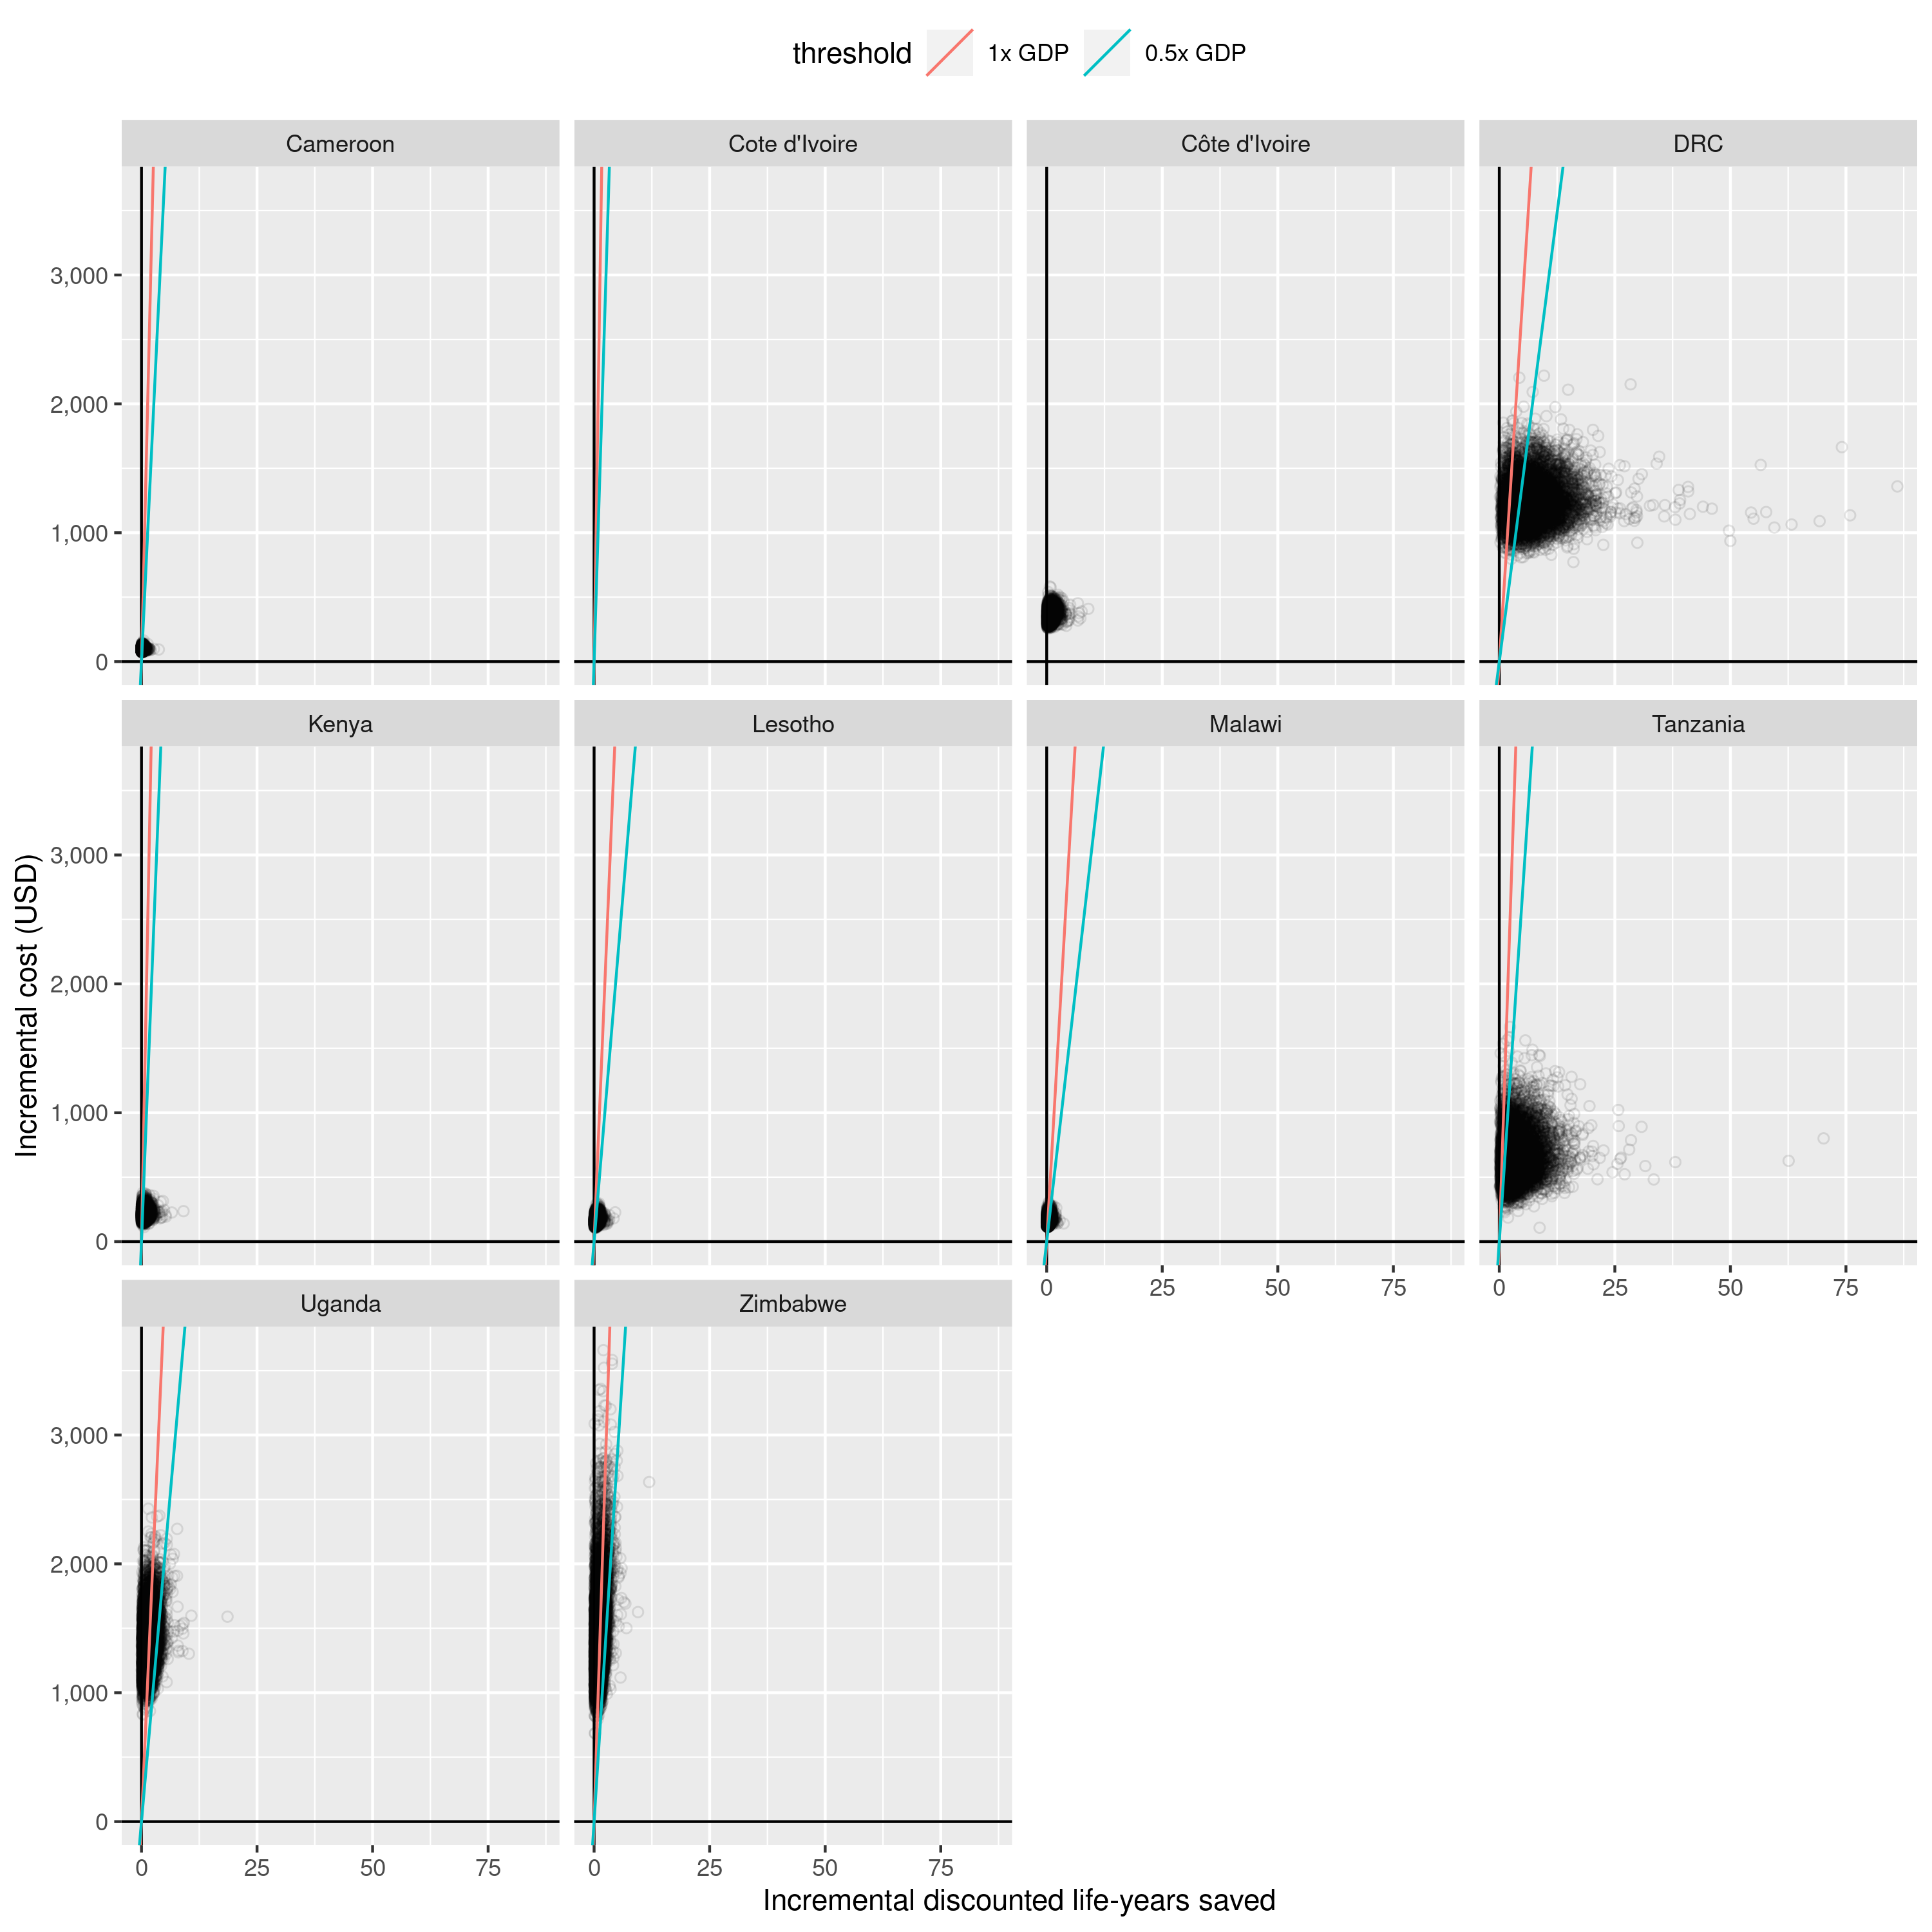 threshold 1x GDP 0.5x GDP
Cameroon Cote d'Ivoire Côte d'Ivoire DRC
3,000
2,000
1,000
0
Kenya Lesotho Malawi Tanzania
3,000
2,000
1,000
0
0 25 50 75 0 25 50 75
Uganda Zimbabwe
3,000
2,000
1,000
0
0 25 50 75 0 25 50 75
Incremental cost (USD)
Incremental discounted life-years saved